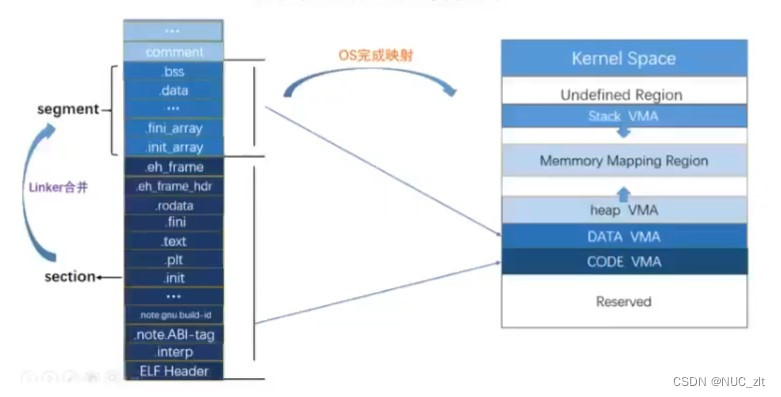 •••
comment
.bss
.data
•••
.fini_array
.init_array
.eh_frame
.eh_frame_hdr
.rodata
.fini
.text
.plt
.init
•••
note.gnu.build-id
.note.ABI-tag
.interp
ELF Header
segment
Linker合并
section
OS完成映射
Kernel Space
Undefined Region
Stack VMA
Memmory Mapping Region
heap VMA
DATA VMA
CODE VMA
Reserved
CSDN @NUC_zlt